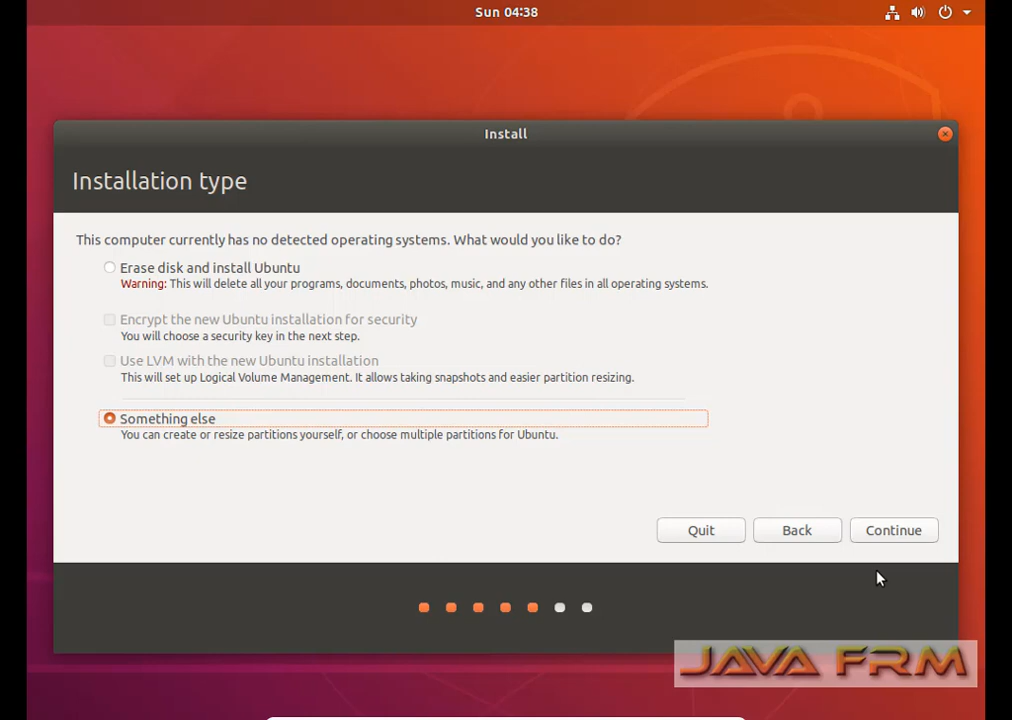 Sun 04:38
Install
Installation type
This computer currently has no detected operating systems. What would you like to do?
Erase disk and install Ubuntu
Warning: This will delete all your programs, documents, photos, music, and any other files in all operating systems.
Encrypt the new Ubuntu installation for security
You will choose a security key in the next step.
Use LVM with the new Ubuntu installation
This will set up Logical Volume Management. It allows taking snapshots and easier partition resizing.
Something else
You can create or resize partitions yourself, or choose multiple partitions for Ubuntu.
Quit
Back
Continue
JAVA FRM